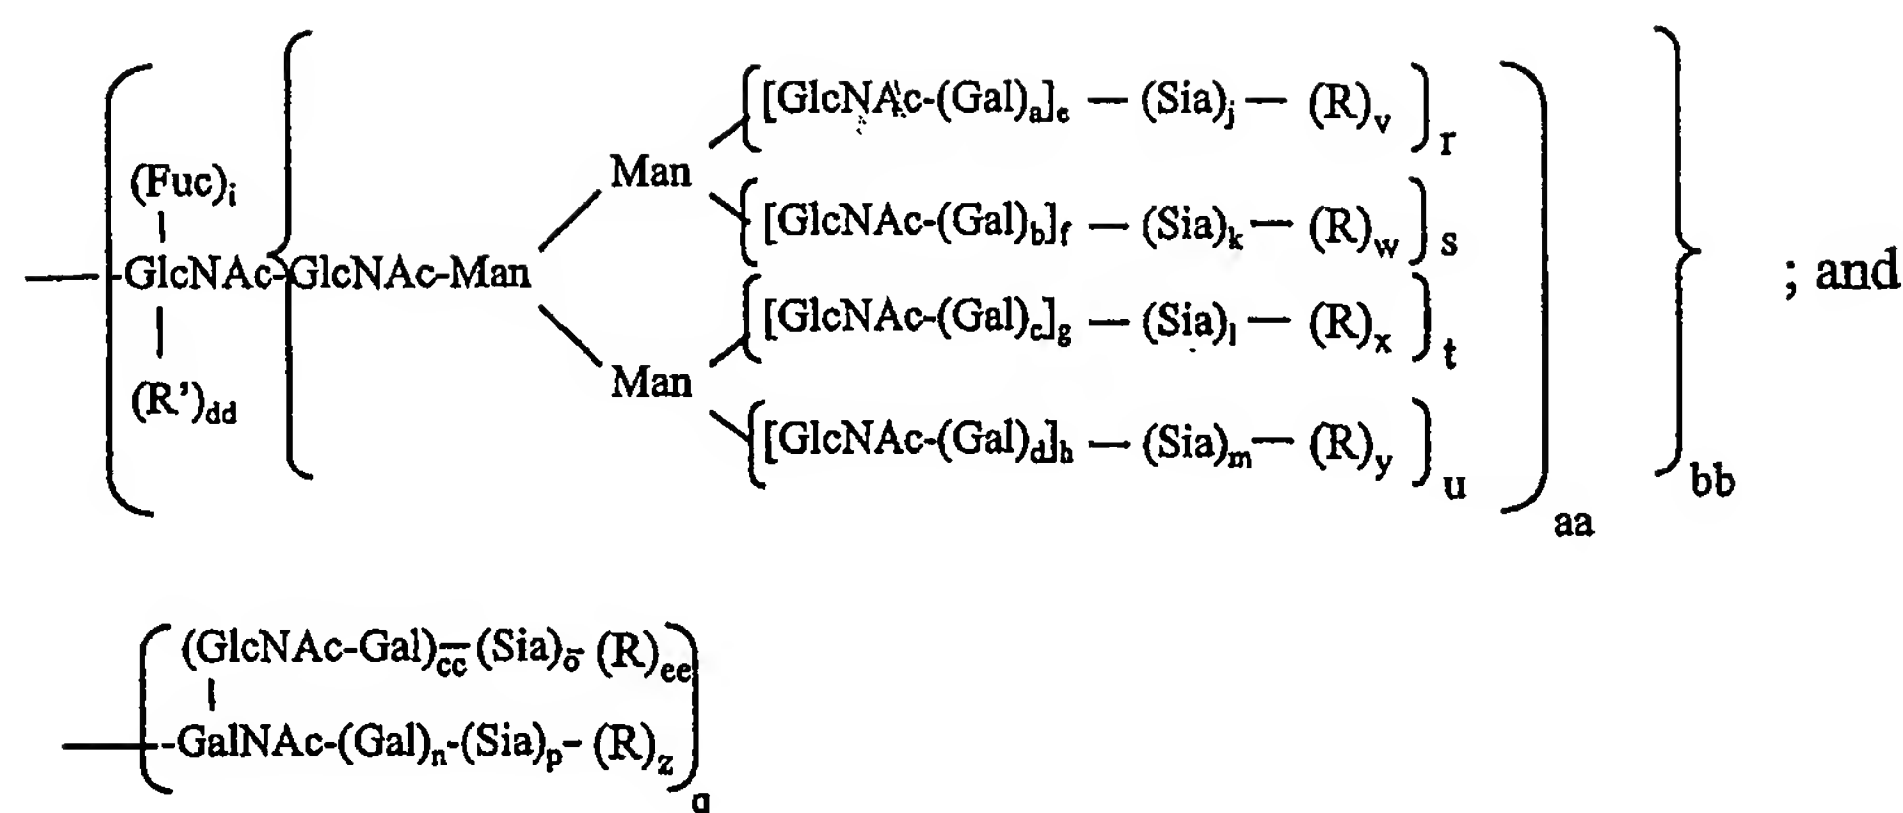 [GlcNAc-(Gal)a]e — (Sia)j — (R)v r
Man
(Fuc)i
[GlcNAc-(Gal)b]f — (Sia)k — (R)w s
GlcNAc-GlcNAc-Man ; and
[GlcNAc-(Gal)c]g — (Sia)l — (R)x t
Man
(R’)dd
[GlcNAc-(Gal)d]h — (Sia)m — (R)y u
bb
aa
(GlcNAc-Gal)cc-(Sia)o-(R)ee
GalNAc-(Gal)n-(Sia)p-(R)z
q